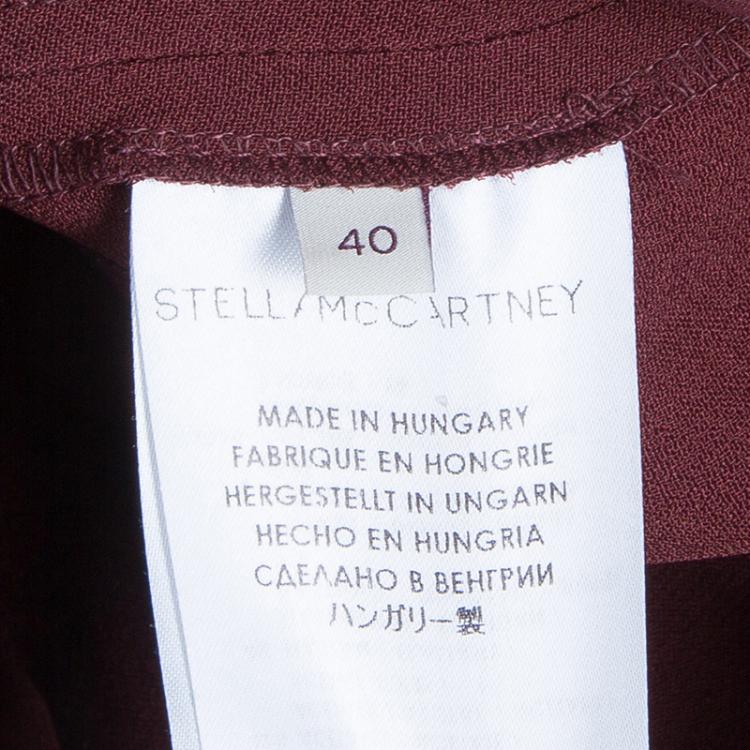 40
STELLA McCARTNEY
MADE IN HUNGARY
FABRIQUE EN HONGRIE
HERGESTELLT IN UNGARN
HECHO EN HUNGRIA
СДЕЛАНО В ВЕНГРИИ
ハンガリー製